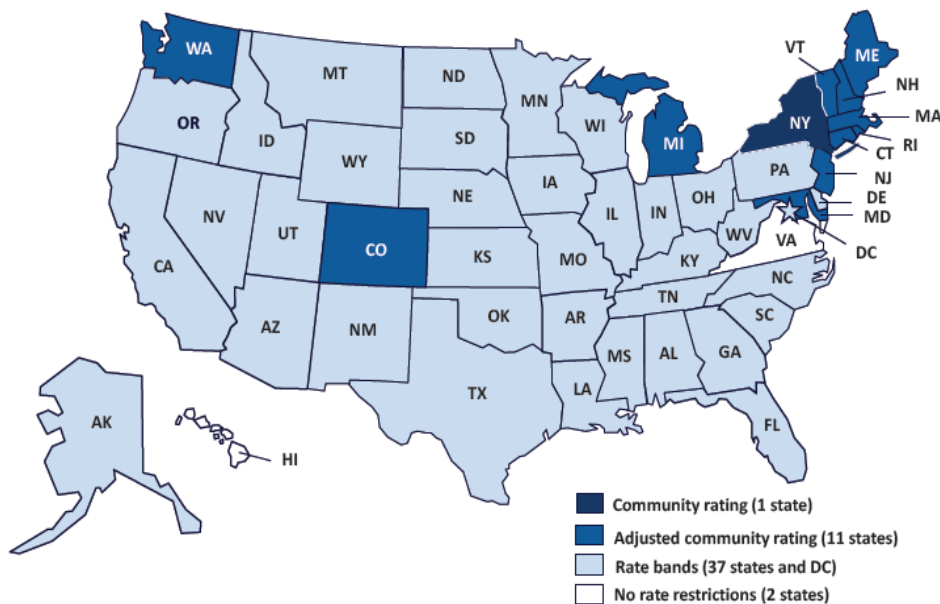 WA
MT
ND
MN
VT
ME
NH
MA
RI
CT
NJ
DE
MD
DC
OR
ID
SD
WI
MI
NY
WY
IA
PA
NE
NV
UT
CO
IL
IN
OH
WV
VA
CA
KS
MO
KY
NC
AZ
NM
OK
AR
TN
SC
MS
AL
GA
TX
LA
FL
AK
HI
Community rating (1 state)
Adjusted community rating (11 states)
Rate bands (37 states and DC)
No rate restrictions (2 states)